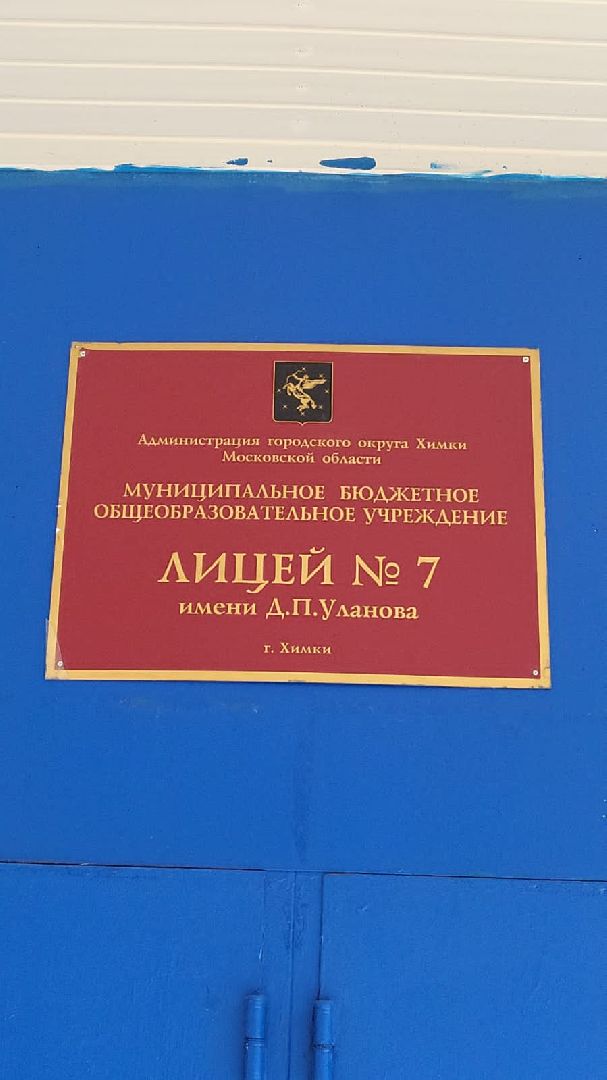 Администрация городского округа Химки
Московской области
МУНИЦИПАЛЬНОЕ БЮДЖЕТНОЕ
ОБЩЕОБРАЗОВАТЕЛЬНОЕ УЧРЕЖДЕНИЕ
ЛИЦЕЙ № 7
имени Д.П.Уланова
г. Химки